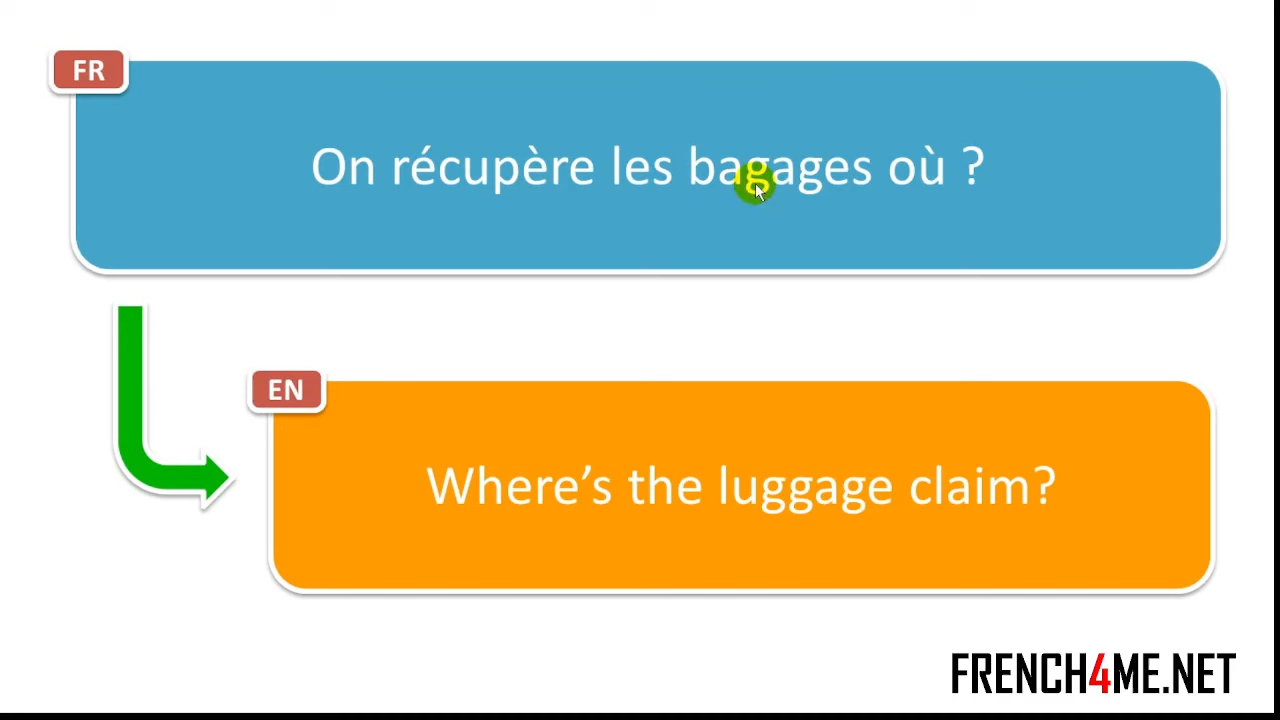 FR
On récupère les bagages où ?
EN
Where’s the luggage claim?
FRENCH4ME.NET